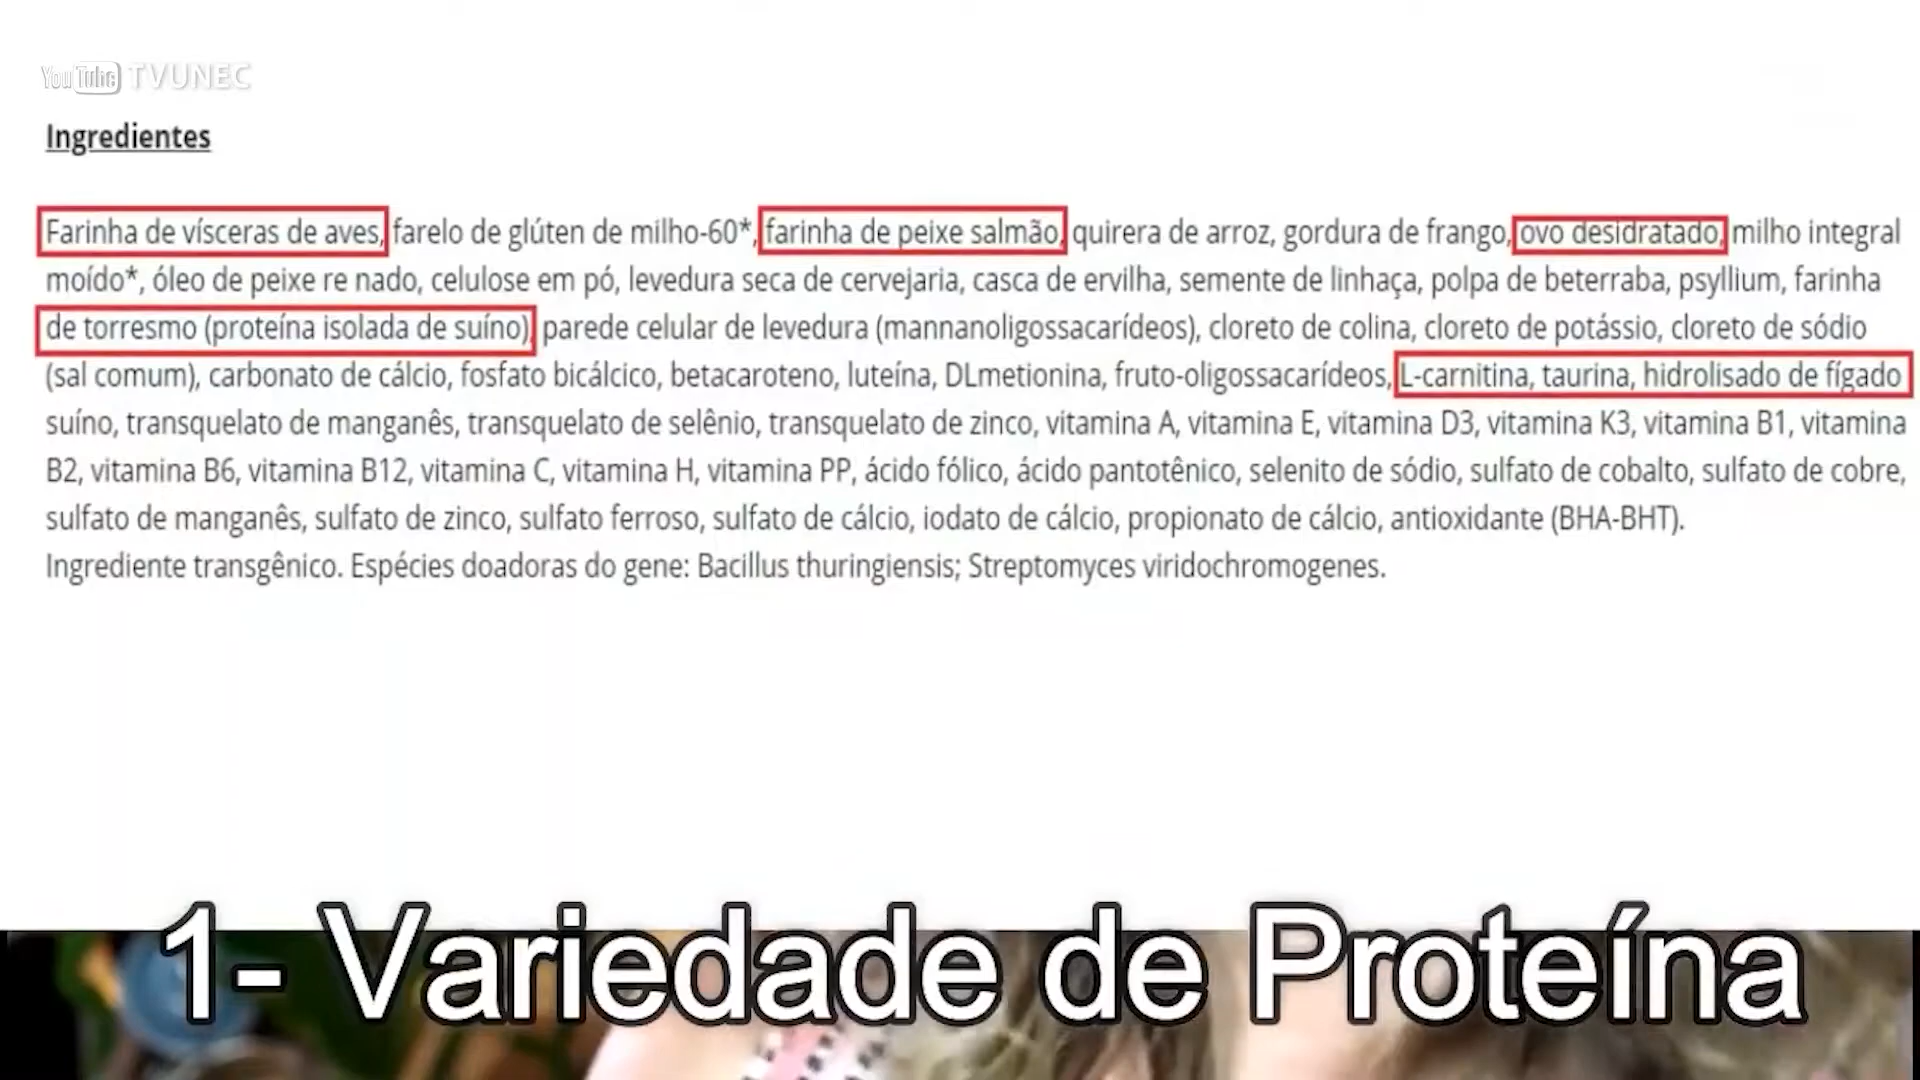 YouTube TVUNEC
Ingredientes
Farinha de vísceras de aves, farelo de glúten de milho-60*, farinha de peixe salmão, quirera de arroz, gordura de frango, ovo desidratado, milho integral
moído*, óleo de peixe re nado, celulose em pó, levedura seca de cervejaria, casca de ervilha, semente de linhaça, polpa de beterraba, psyllium, farinha
de torresmo (proteína isolada de suíno), parede celular de levedura (mannanoligossacarídeos), cloreto de colina, cloreto de potássio, cloreto de sódio
(sal comum), carbonato de cálcio, fosfato bicálcico, betacaroteno, luteína, DLmetionina, fruto-oligossacarídeos, L-carnitina, taurina, hidrolisado de fígado
suíno, transquelato de manganês, transquelato de selênio, transquelato de zinco, vitamina A, vitamina E, vitamina D3, vitamina K3, vitamina B1, vitamina
B2, vitamina B6, vitamina B12, vitamina C, vitamina H, vitamina PP, ácido fólico, ácido pantotênico, selenito de sódio, sulfato de cobalto, sulfato de cobre,
sulfato de manganês, sulfato de zinco, sulfato ferroso, sulfato de cálcio, iodato de cálcio, propionato de cálcio, antioxidante (BHA-BHT).
Ingrediente transgênico. Espécies doadoras do gene: Bacillus thuringiensis; Streptomyces viridochromogenes.
1- Variedade de Proteína